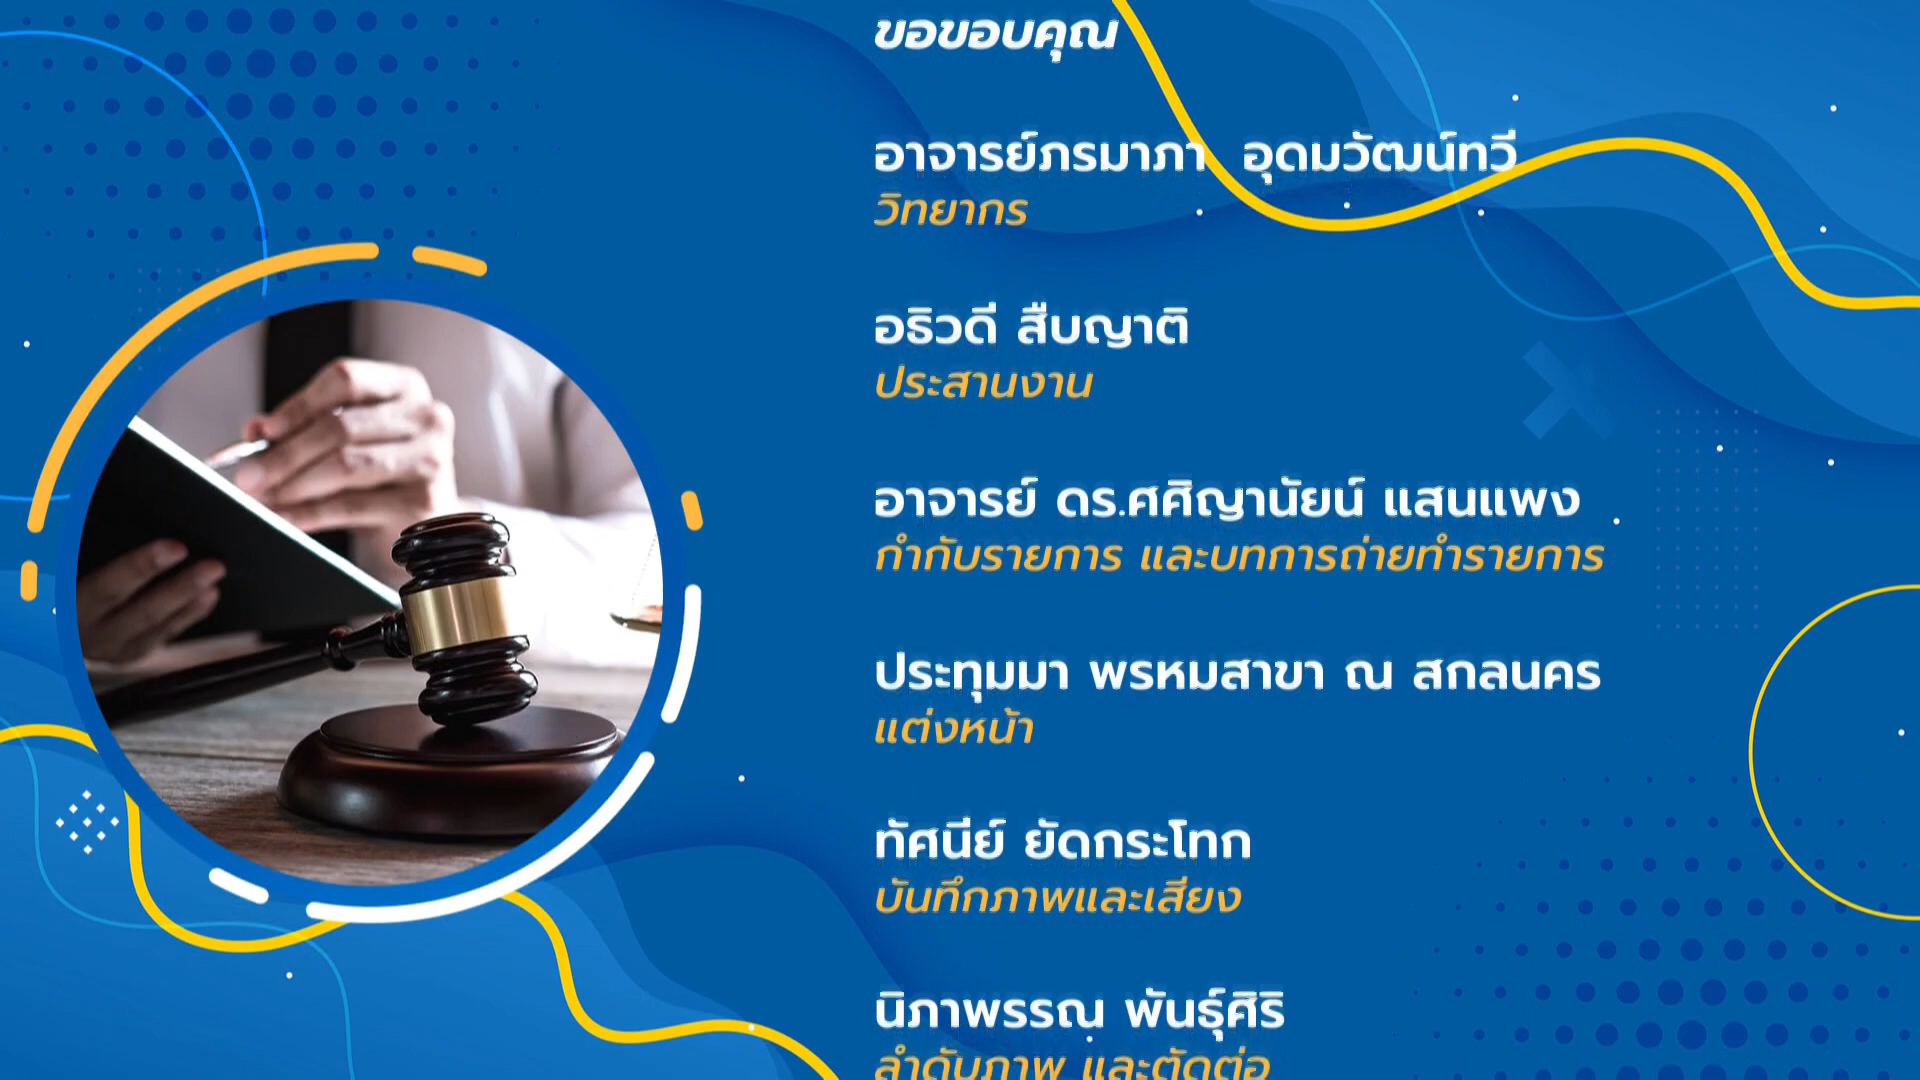 ขอขอบคุณ
อาจารย์ภรมาภา อุดมวัฒน์ทวี
วิทยากร
อธิวดี สืบญาติ
ประสานงาน
อาจารย์ ดร.ศศิญานัยน์ แสนแพง
กำกับรายการ และบทการถ่ายทำรายการ
ประทุมมา พรหมสาขา ณ สกลนคร
แต่งหน้า
ทัศนีย์ ยัดกระโทก
บันทึกภาพและเสียง
นิภาพรรณ พันธุ์ศิริ
ลำดับภาพ และตัดต่อ